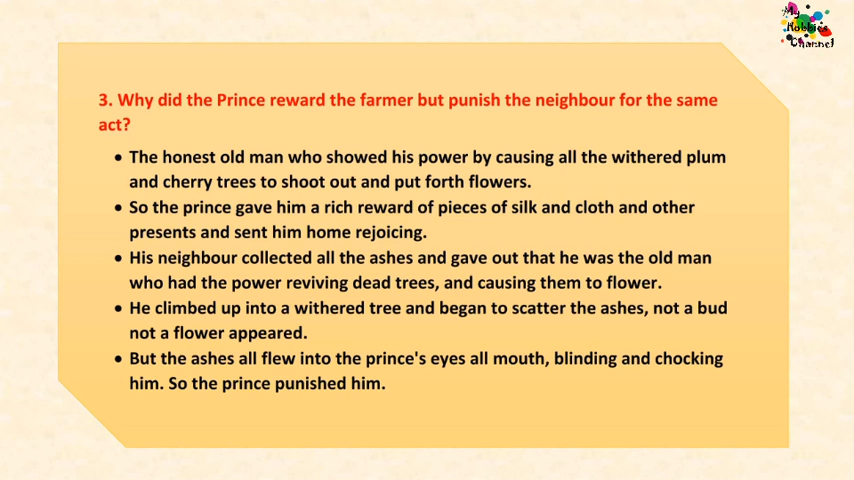 My
Hobbies
Channel
3. Why did the Prince reward the farmer but punish the neighbour for the same
act?
• The honest old man who showed his power by causing all the withered plum
and cherry trees to shoot out and put forth flowers.
• So the prince gave him a rich reward of pieces of silk and cloth and other
presents and sent him home rejoicing.
• His neighbour collected all the ashes and gave out that he was the old man
who had the power reviving dead trees, and causing them to flower.
• He climbed up into a withered tree and began to scatter the ashes, not a bud
not a flower appeared.
• But the ashes all flew into the prince's eyes all mouth, blinding and chocking
him. So the prince punished him.